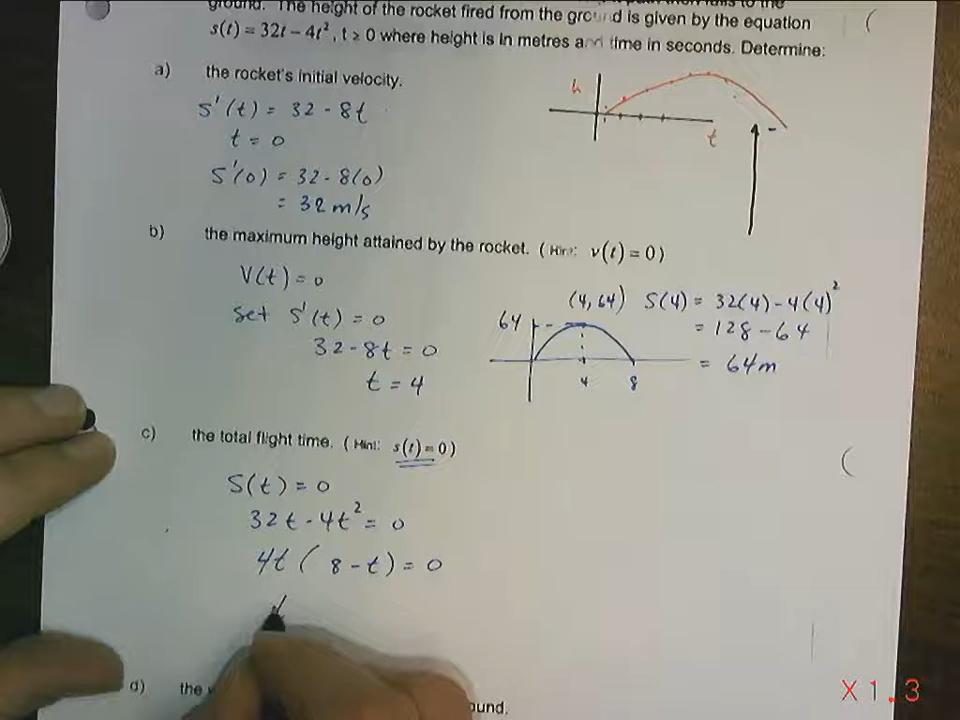 ground. The height of the rocket fired from the ground is given by the equation
s(t) = 32t – 4t², t ≥ 0 where height is in metres and time in seconds. Determine:
a) the rocket's initial velocity.
S'(t) = 32 - 8t
t = 0
S'(0) = 32 - 8(0)
= 32 m/s
h
t
b) the maximum height attained by the rocket. (Hint: v(t) = 0)
V(t) = 0
set S'(t) = 0
32 - 8t = 0
t = 4
(4, 64) S(4) = 32(4) - 4(4)²
= 128 - 64
= 64m
64
4 8
c) the total flight time. (Hint: s(t) = 0)
S(t) = 0
32t - 4t² = 0
4t ( 8 - t) = 0
d) the
X 1.3